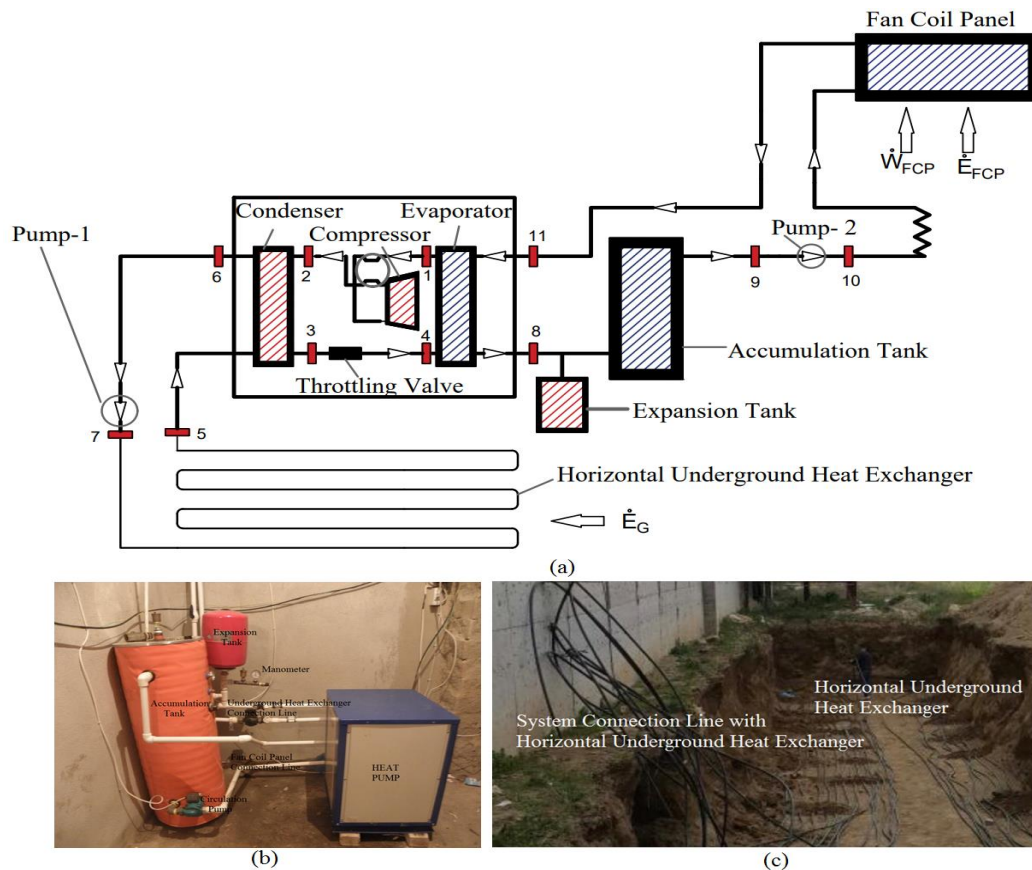 Fan Coil Panel
Ẇ_FCP
Ė_FCP
Condenser
Evaporator
Compressor
Pump-1
Pump- 2
6
2
1
11
9
10
3
4
8
Throttling Valve
Accumulation Tank
Expansion Tank
7
5
Horizontal Underground Heat Exchanger
Ė_G
(a)
Expansion
Tank
Manometer
Accumulation
Tank
Underground Heat Exchanger
Connection Line
Fan Coil Panel
Connection Line
HEAT
PUMP
Circulation
Pump
(b)
Horizontal Underground
Heat Exchanger
System Connection Line with
Horizontal Underground Heat Exchanger
(c)